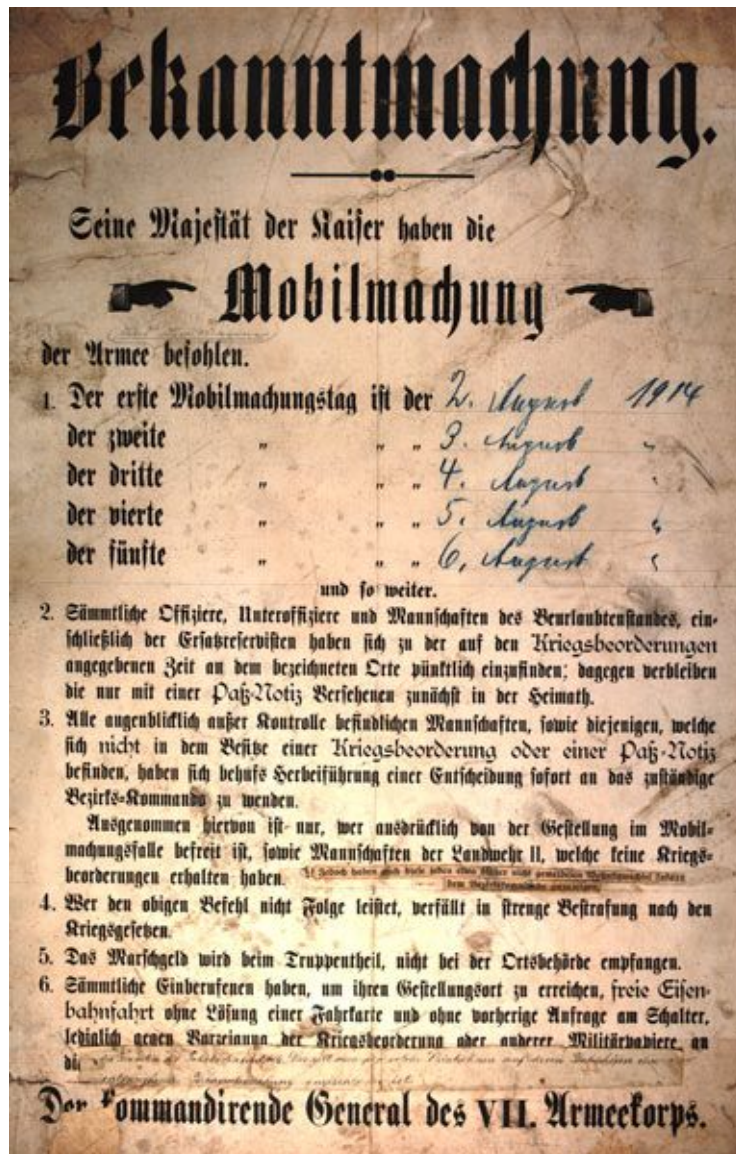 Bekanntmachung.
Seine Majestät der Kaiser haben die
Mobilmachung
der Armee befohlen.
1. Der erste Mobilmachungstag ist der 2. August 1914
der zweite " " " 3. August "
der dritte " " " 4. August "
der vierte " " " 5. August "
der fünfte " " " 6. August "
und so weiter.
2. Sämmtliche Offiziere, Unteroffiziere und Mannschaften des Beurlaubtenstandes, ein-
schließlich der Ersatzreservisten haben sich zu der auf den Kriegsbeorderungen
angegebenen Zeit an dem bezeichneten Orte pünktlich einzufinden; dagegen verbleiben
die nur mit einer Paß-Notiz Versehenen zunächst in der Heimath.
3. Alle augenblicklich außer Kontrolle befindlichen Mannschaften, sowie diejenigen, welche
sich nicht in dem Besitze einer Kriegsbeorderung oder einer Paß-Notiz
befinden, haben sich behufs Herbeiführung einer Entscheidung sofort an das zuständige
Bezirks-Kommando zu wenden.
Ausgenommen hiervon ist nur, wer ausdrücklich von der Gestellung im Mobil-
machungsfalle befreit ist, sowie Mannschaften der Landwehr II, welche keine Kriegs-
beorderungen erhalten haben. Jedoch haben sich diese früher nicht
dem
4. Wer den obigen Befehl nicht Folge leistet, verfällt in strenge Bestrafung nach den
Kriegsgesetzen.
5. Das Marschgeld wird beim Truppentheil, nicht bei der Ortsbehörde empfangen.
6. Sämmtliche Einberufenen haben, um ihren Gestellungsort zu erreichen, freie Eisen-
bahnfahrt ohne Lösung einer Fahrkarte und ohne vorherige Anfrage am Schalter,
lediglich gegen Vorzeigung der Kriegsbeorderung oder anderer Militärpapiere, an
Der Kommandirende General des VII. Armeekorps.